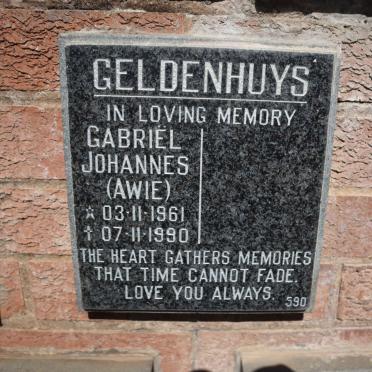 GELDENHUYS
IN LOVING MEMORY
GABRIEL
JOHANNES
(AWIE)
☆ 03·11·1961
✝ 07·11·1990
THE HEART GATHERS MEMORIES
THAT TIME CANNOT FADE.
LOVE YOU ALWAYS.
590